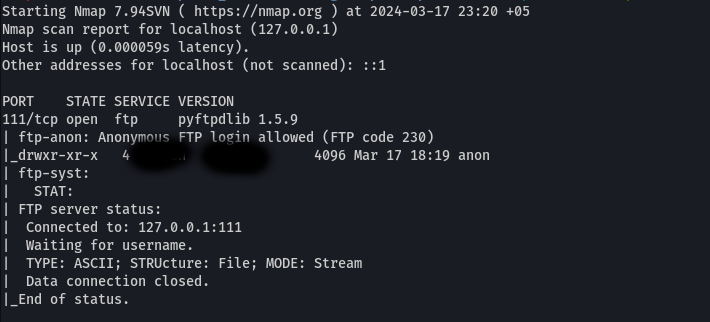 Starting Nmap 7.94SVN ( https://nmap.org ) at 2024-03-17 23:20 +05
Nmap scan report for localhost (127.0.0.1)
Host is up (0.000059s latency).
Other addresses for localhost (not scanned): ::1

PORT    STATE SERVICE VERSION
111/tcp open  ftp     pyftpdlib 1.5.9
| ftp-anon: Anonymous FTP login allowed (FTP code 230)
|_drwxr-xr-x   4                       4096 Mar 17 18:19 anon
| ftp-syst:
|   STAT:
| FTP server status:
|  Connected to: 127.0.0.1:111
|  Waiting for username.
|  TYPE: ASCII; STRUcture: File; MODE: Stream
|  Data connection closed.
|_End of status.